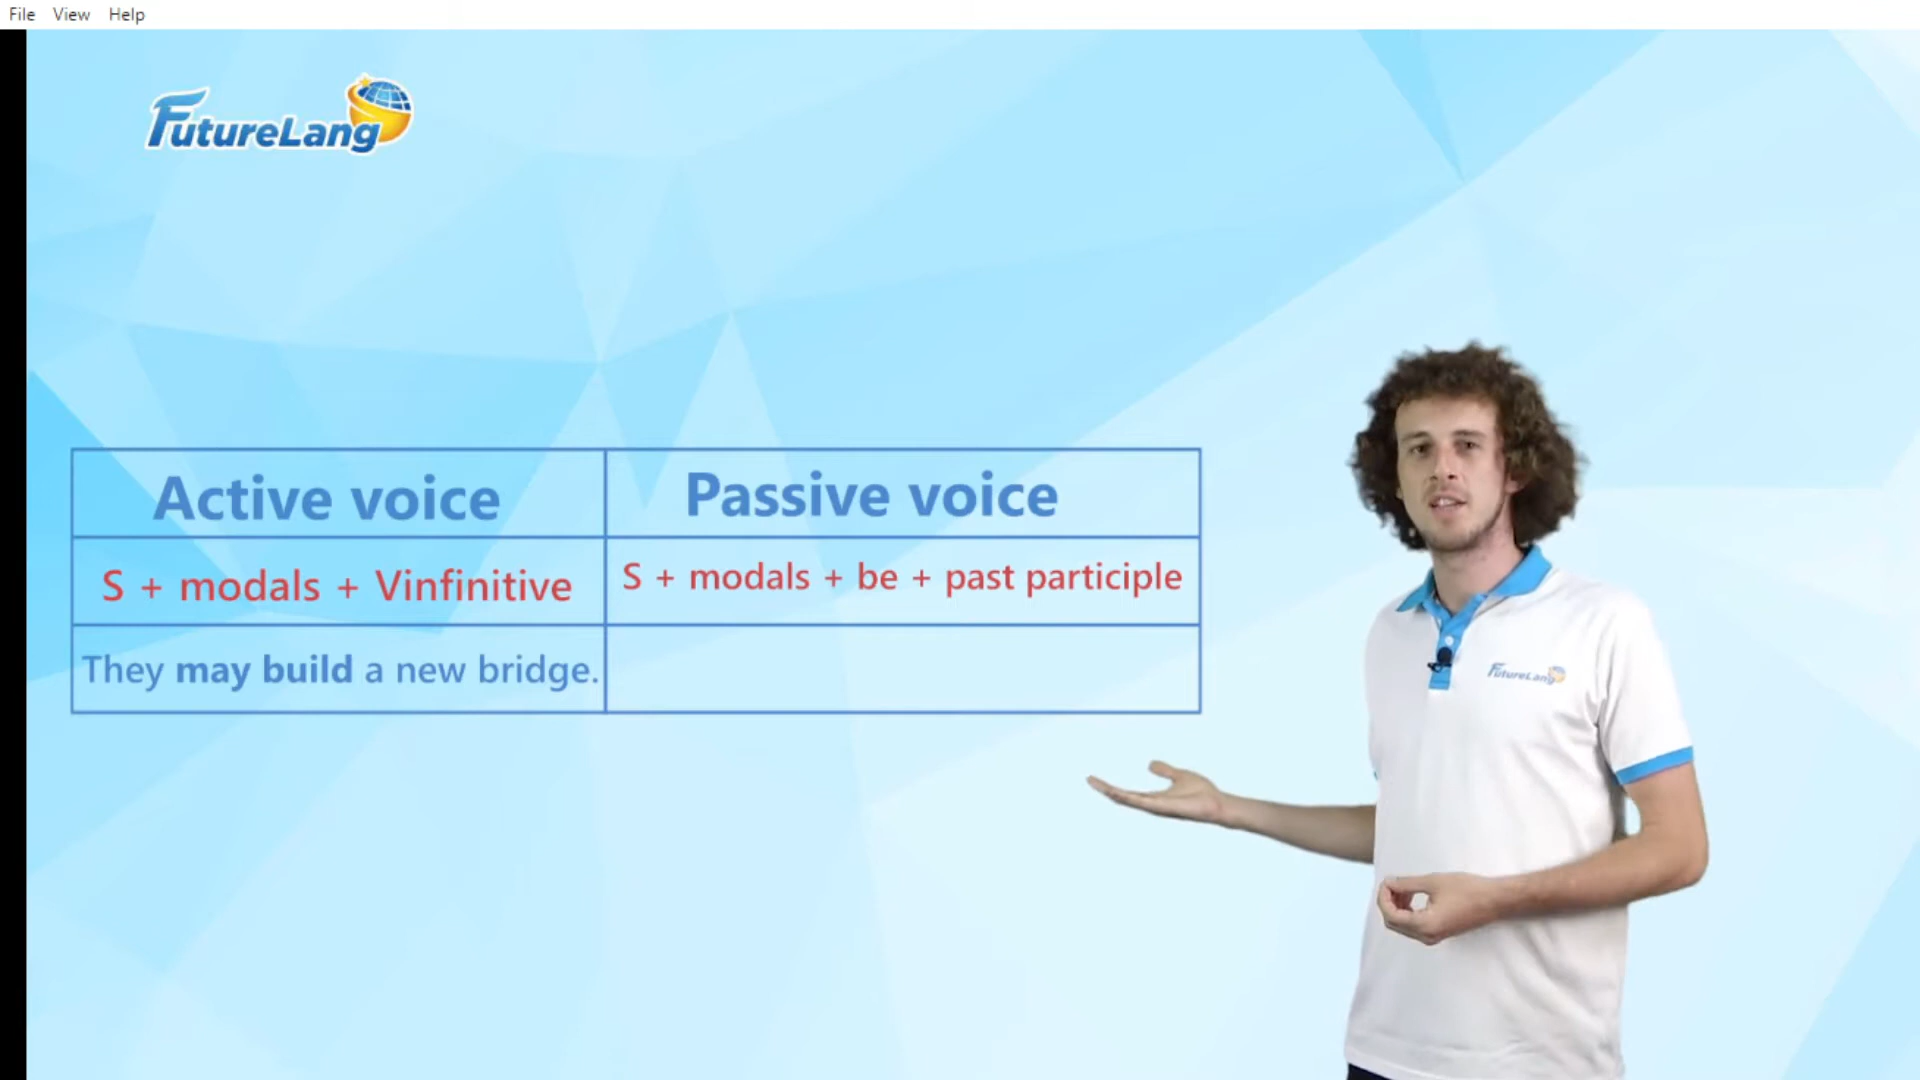 File View Help
FutureLang
Active voice Passive voice
S + modals + Vinfinitive S + modals + be + past participle
They may build a new bridge.
FutureLang